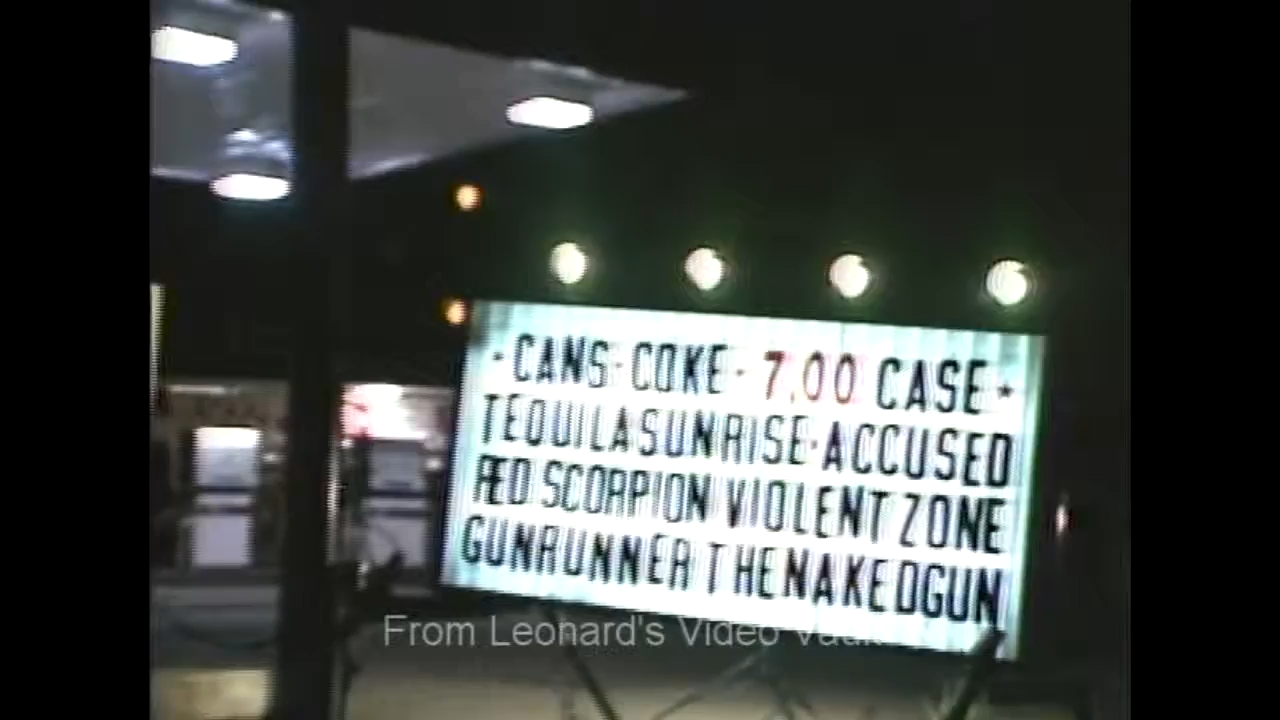 · CANS · COKE · 7.00 CASE ★
TEQUILA SUNRISE · ACCUSED
RED SCORPION VIOLENT ZONE
GUNRUNNER THE NAKED GUN
From Leonard's Video Vault